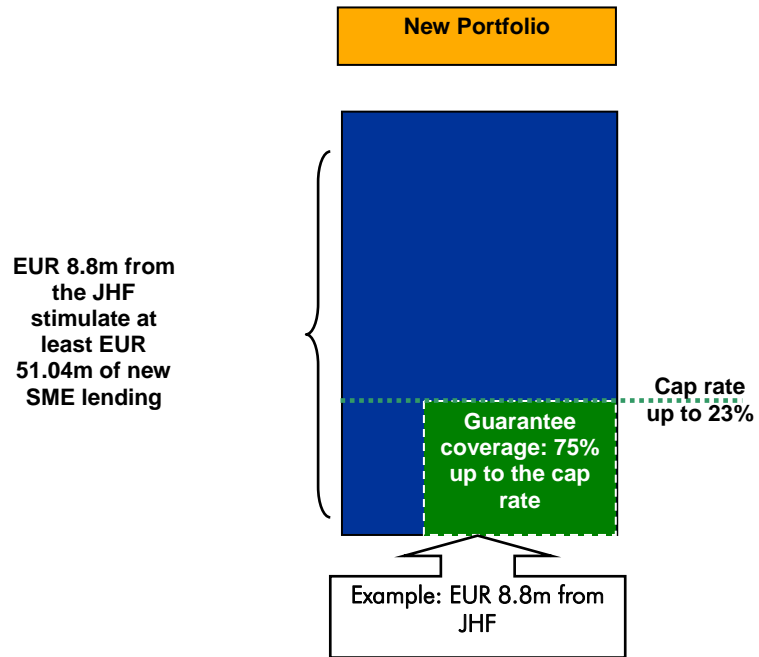 New Portfolio
EUR 8.8m from
the JHF
stimulate at
least EUR
51.04m of new
SME lending
Cap rate
up to 23%
Guarantee
coverage: 75%
up to the cap
rate
Example: EUR 8.8m from
JHF